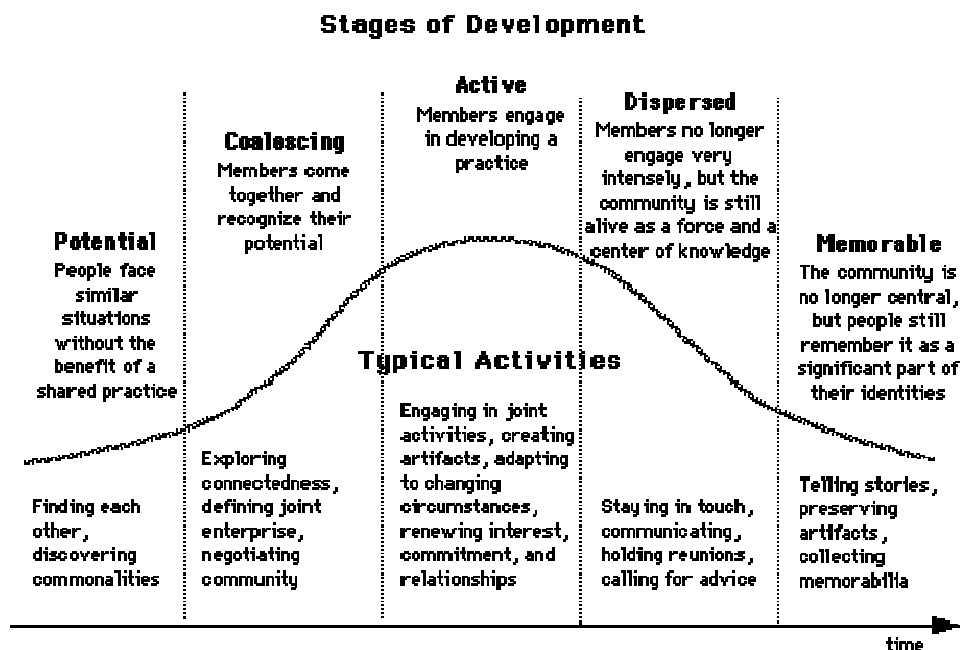 Stages of Development
Potential
People face
similar
situations
without the
benefit of a
shared practice
Coalescing
Members come
together and
recognize their
potential
Active
Members engage
in developing a
practice
Dispersed
Members no longer
engage very
intensely, but the
community is still
alive as a force and a
center of knowledge
Memorable
The community is
no longer central,
but people still
remember it as a
significant part of
their identities
Typical Activities
Finding each
other,
discovering
commonalities
Exploring
connectedness,
defining joint
enterprise,
negotiating
community
Engaging in joint
activities, creating
artifacts, adapting
to changing
circumstances,
renewing interest,
commitment, and
relationships
Staying in touch,
communicating,
holding reunions,
calling for advice
Telling stories,
preserving
artifacts,
collecting
memorabilia
time